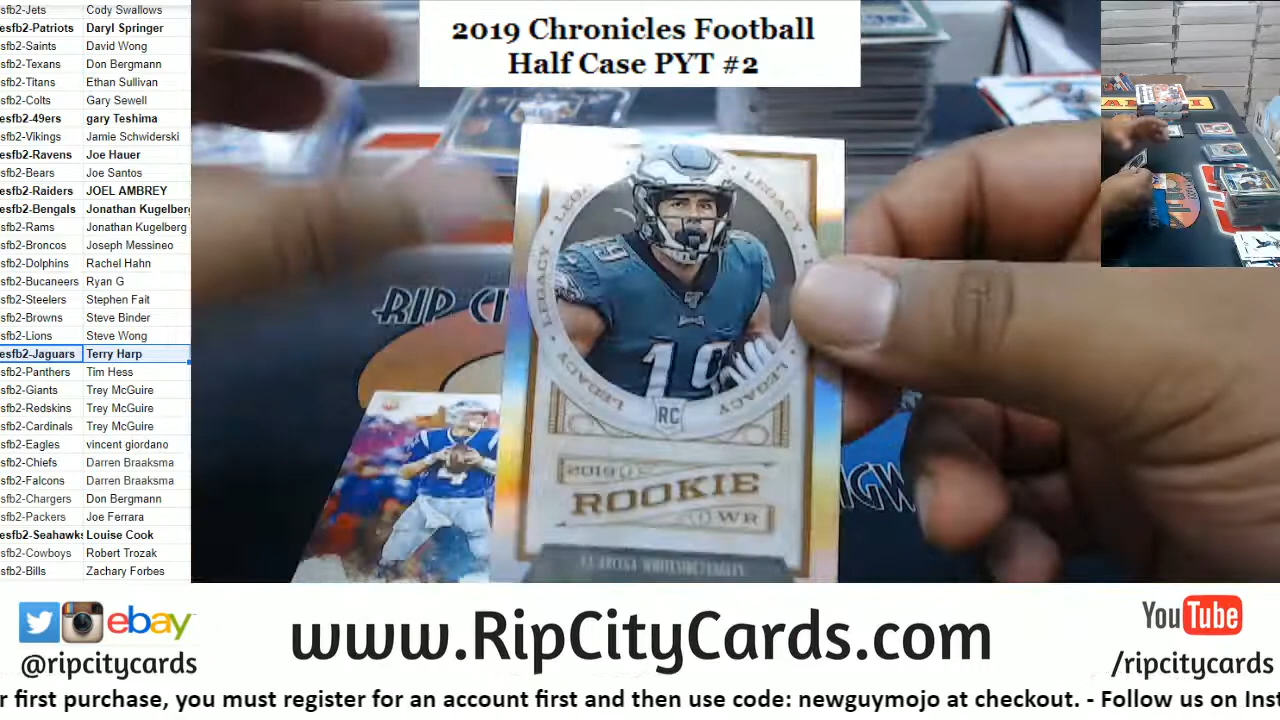 sfb2-Jets Cody Swallows
esfb2-Patriots Daryl Springer
sfb2-Saints David Wong
sfb2-Texans Don Bergmann
sfb2-Titans Ethan Sullivan
sfb2-Colts Gary Sewell
esfb2-49ers gary Teshima
sfb2-Vikings Jamie Schwiderski
esfb2-Ravens Joe Hauer
sfb2-Bears Joe Santos
esfb2-Raiders JOEL AMBREY
esfb2-Bengals Jonathan Kugelberg
sfb2-Rams Jonathan Kugelberg
sfb2-Broncos Joseph Messineo
sfb2-Dolphins Rachel Hahn
sfb2-Bucaneers Ryan G
sfb2-Steelers Stephen Fait
sfb2-Browns Steve Binder
sfb2-Lions Steve Wong
esfb2-Jaguars Terry Harp
sfb2-Panthers Tim Hess
sfb2-Giants Trey McGuire
sfb2-Redskins Trey McGuire
sfb2-Cardinals Trey McGuire
sfb2-Eagles vincent giordano
sfb2-Chiefs Darren Braaksma
sfb2-Falcons Darren Braaksma
sfb2-Chargers Don Bergmann
sfb2-Packers Joe Ferrara
esfb2-Seahawks Louise Cook
sfb2-Cowboys Robert Trozak
sfb2-Bills Zachary Forbes
2019 Chronicles Football
Half Case PYT #2
LEGACY
LEGACY
LEGACY
LEGACY
19
RC
2019
ROOKIE
WR
RIP CI
4
ebay
@ripcitycards
www.RipCityCards.com
YouTube
/ripcitycards
r first purchase, you must register for an account first and then use code: newguymojo at checkout. - Follow us on Inst